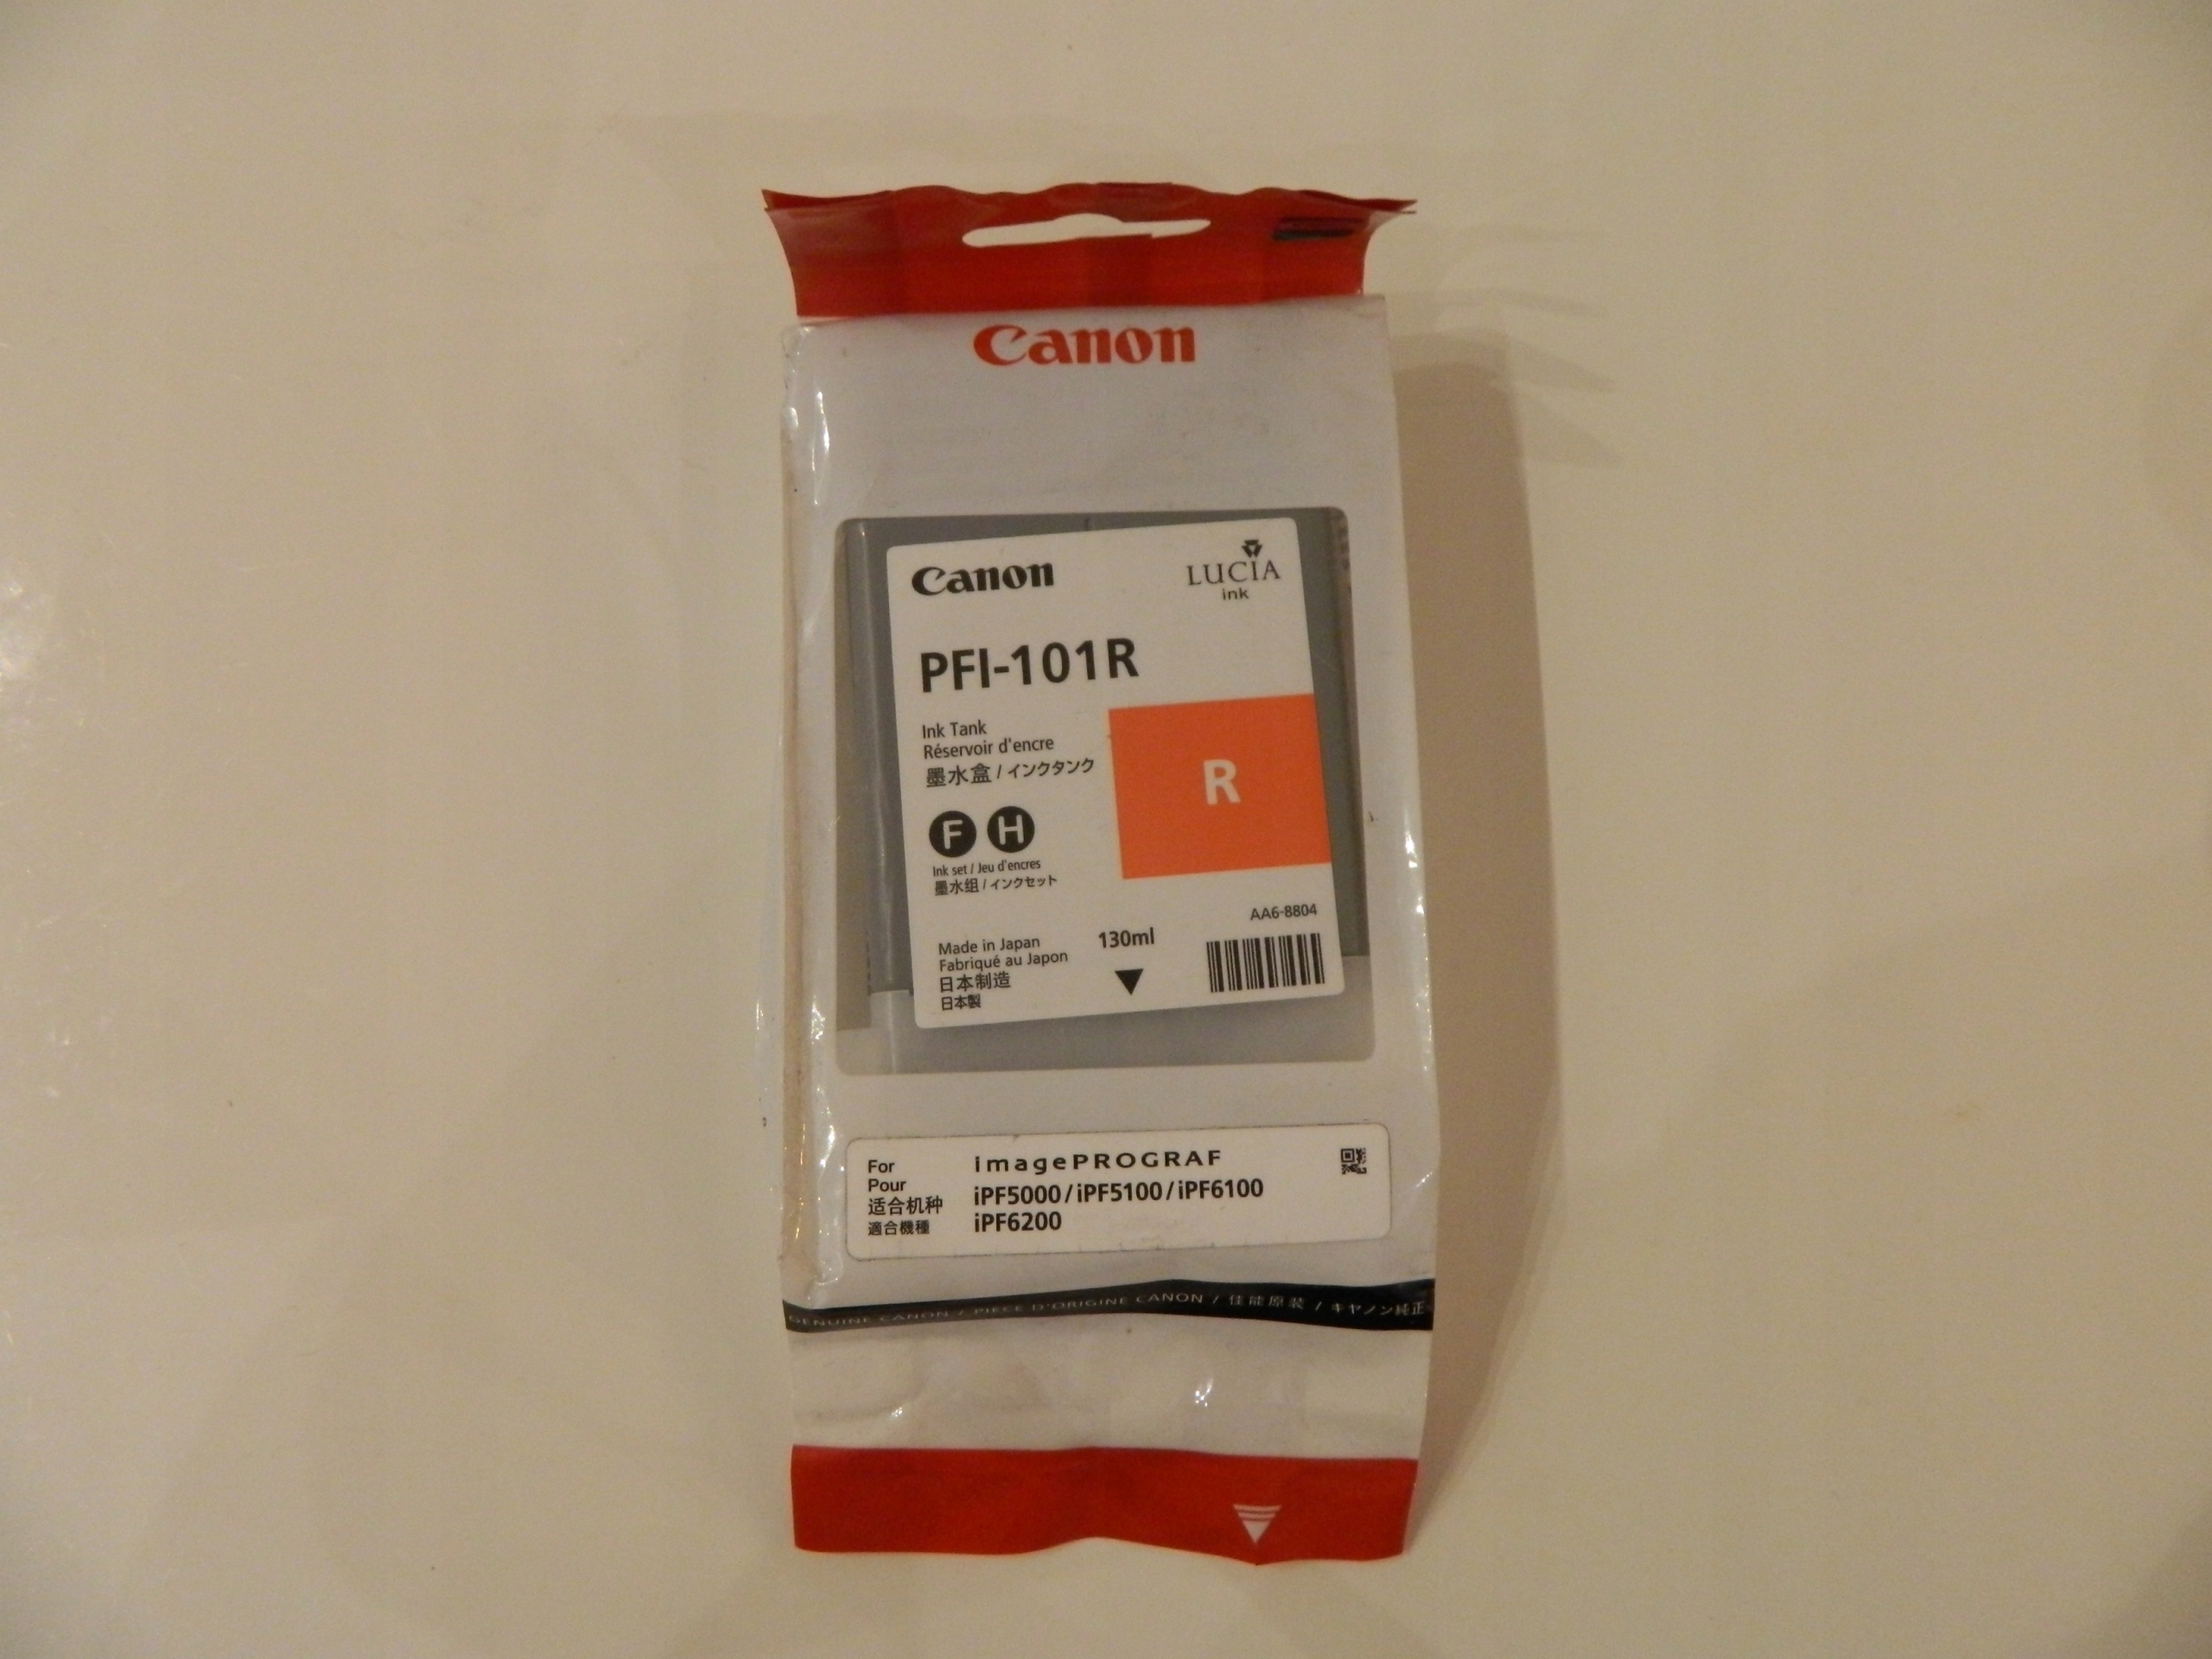 Canon
Canon
LUCIA
ink
PFI-101R
Ink Tank
Réservoir d'encre
墨水盒 / インクタンク
R
F H
Ink set / Jeu d'encres
墨水组 / インクセット
AA6-8804
Made in Japan
Fabriqué au Japon
日本制造
日本製
130ml
For
Pour
适合机种
適合機種
imagePROGRAF
iPF5000 / iPF5100 / iPF6100
iPF6200
GENUINE CANON / PIECE D'ORIGINE CANON / 佳能原装 / キヤノン純正